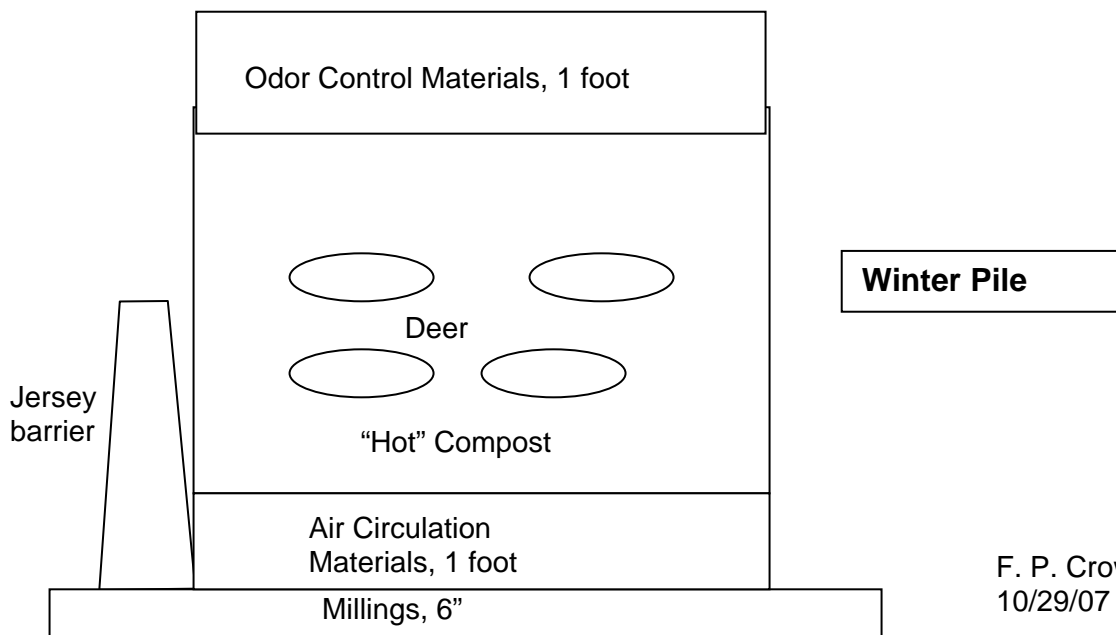 Odor Control Materials, 1 foot
Winter Pile
Deer
Jersey
barrier
“Hot” Compost
Air Circulation
Materials, 1 foot
F. P.
10/29/07
Millings, 6”